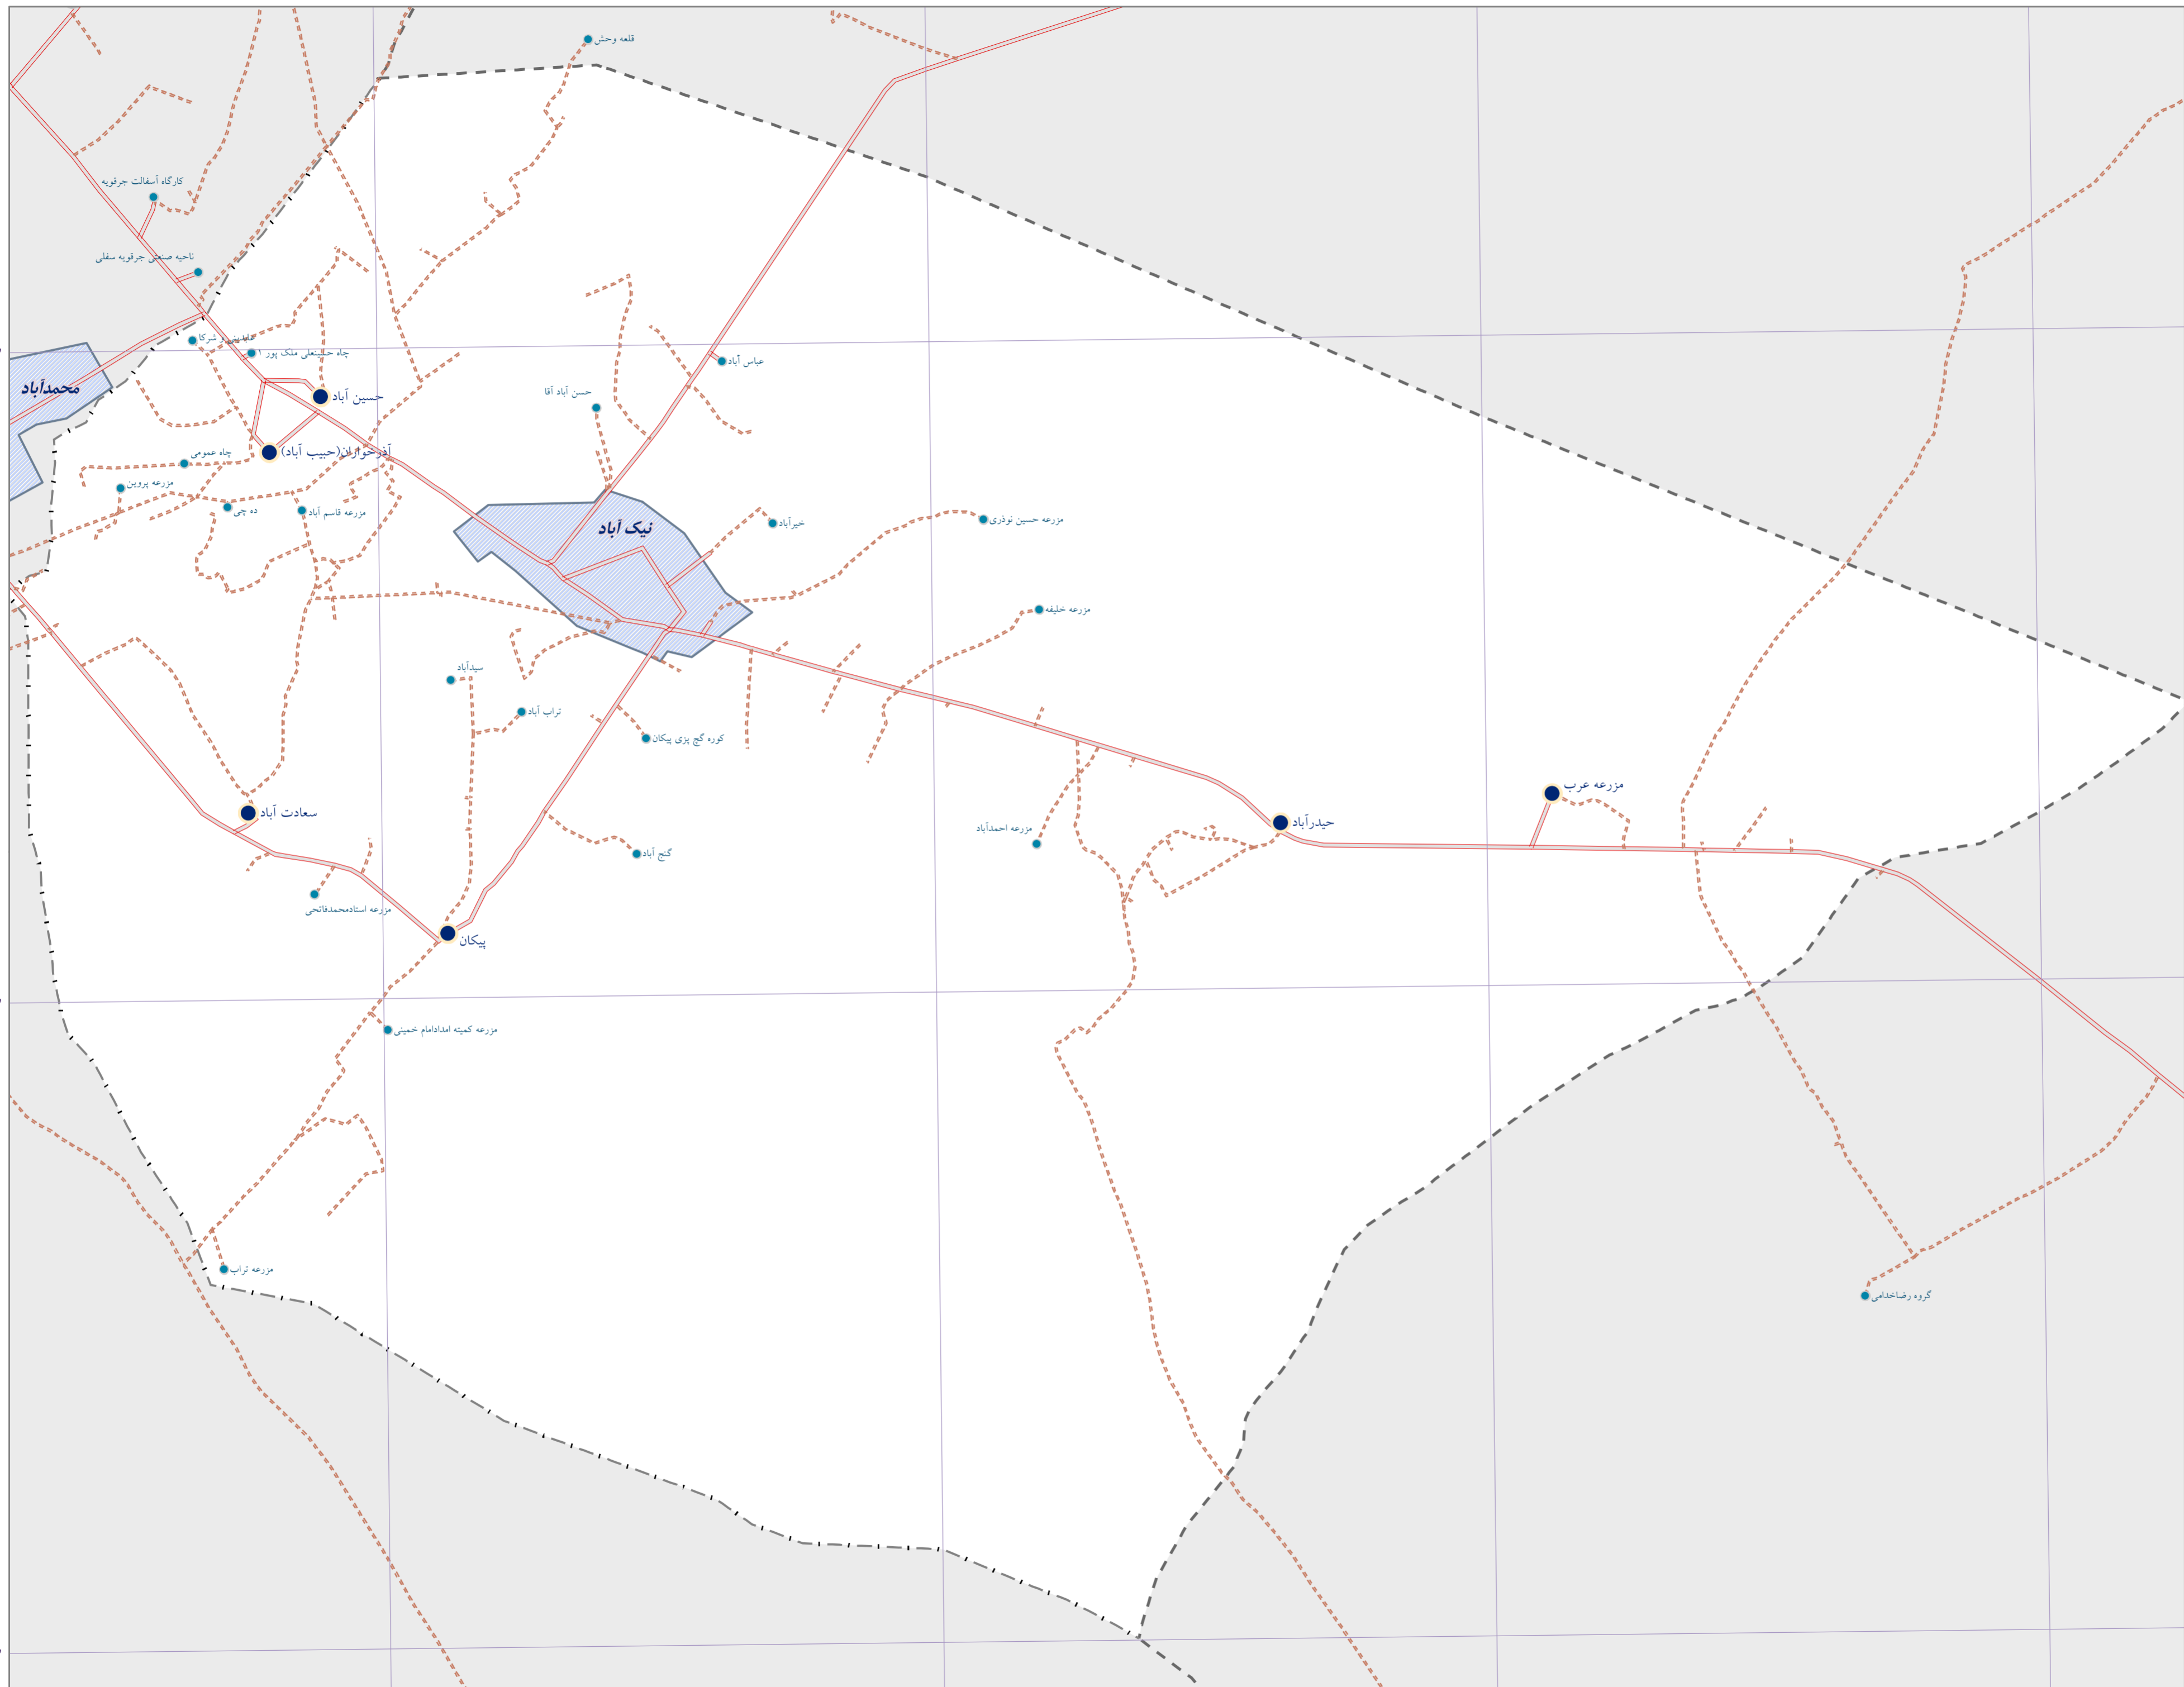 قلعه وحش
کارگاه آسفالت جرقویه
ناحیه صنعتی جرقویه سفلی
عابدینی و شرکا
چاه حسینعلی ملک پور ۱
عباس آباد
محمدآباد
حسین آباد
حسن آباد آقا
آذرخواران(حبیب آباد)
چاه عمومی
مزرعه پروین
ده چی
مزرعه قاسم آباد
نیک آباد
خیرآباد
مزرعه حسین نوذری
مزرعه خلیفه
سیدآباد
تراب آباد
کوره گچ پزی پیکان
مزرعه عرب
سعادت آباد
حیدرآباد
مزرعه احمدآباد
گنج آباد
مزرعه استادمحمدفاتحی
پیکان
مزرعه کمیته امدادامام خمینی
مزرعه تراب
گروه رضاخدامی